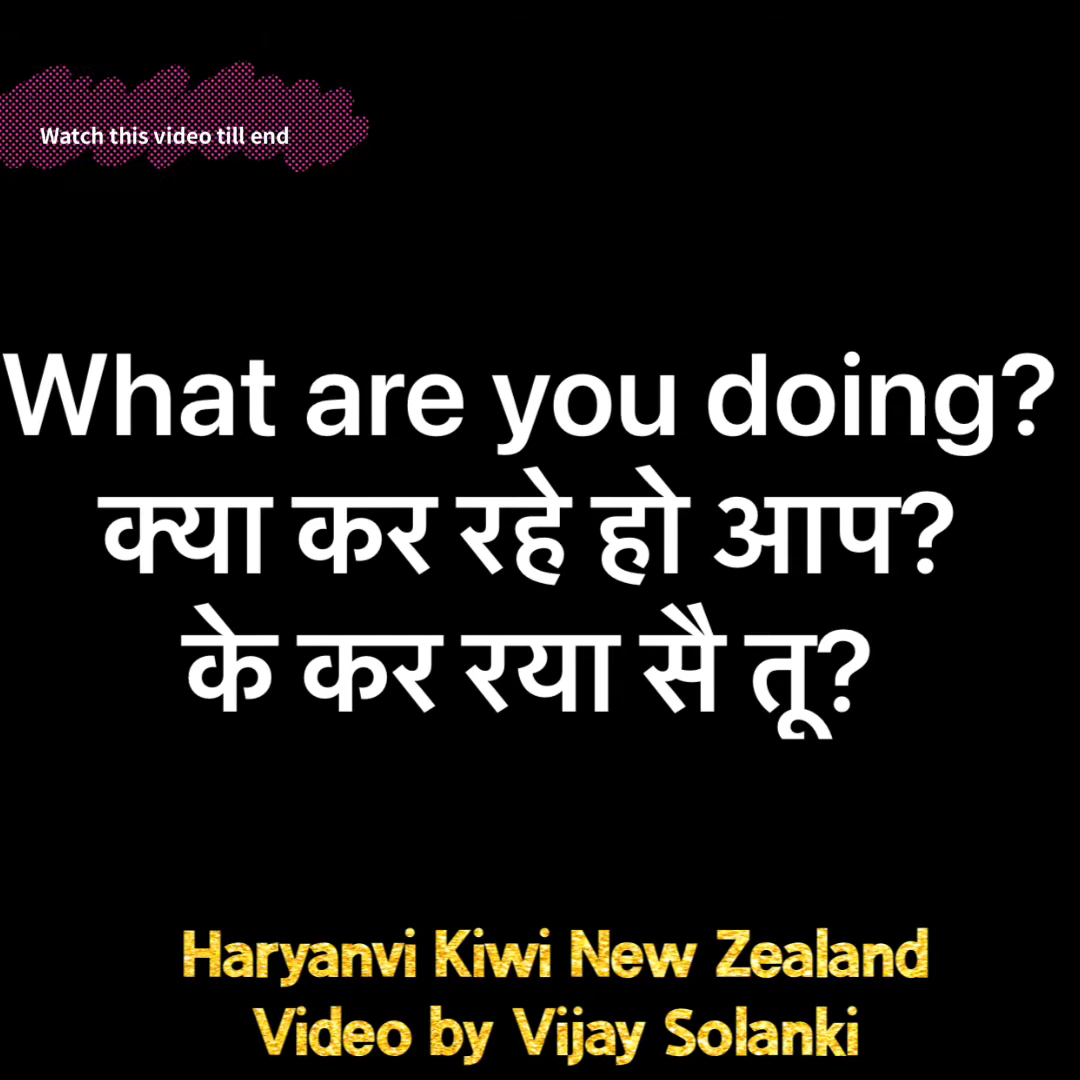 Watch this video till end
What are you doing?
क्या कर रहे हो आप?
के कर रया सै तू?
Haryanvi Kiwi New Zealand
Video by Vijay Solanki